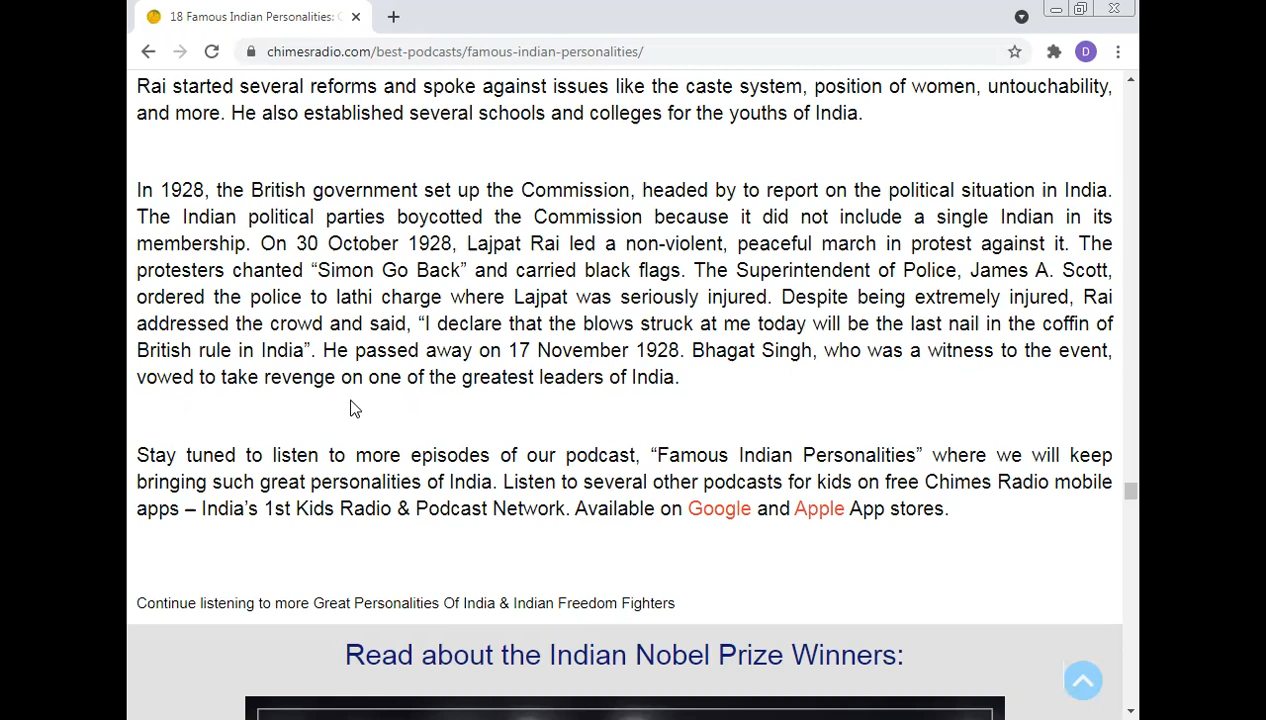 18 Famous Indian Personalities:
chimesradio.com/best-podcasts/famous-indian-personalities/
D
Rai started several reforms and spoke against issues like the caste system, position of women, untouchability,
and more. He also established several schools and colleges for the youths of India.
In 1928, the British government set up the Commission, headed by to report on the political situation in India.
The Indian political parties boycotted the Commission because it did not include a single Indian in its
membership. On 30 October 1928, Lajpat Rai led a non-violent, peaceful march in protest against it. The
protesters chanted “Simon Go Back” and carried black flags. The Superintendent of Police, James A. Scott,
ordered the police to lathi charge where Lajpat was seriously injured. Despite being extremely injured, Rai
addressed the crowd and said, “I declare that the blows struck at me today will be the last nail in the coffin of
British rule in India”. He passed away on 17 November 1928. Bhagat Singh, who was a witness to the event,
vowed to take revenge on one of the greatest leaders of India.
Stay tuned to listen to more episodes of our podcast, “Famous Indian Personalities” where we will keep
bringing such great personalities of India. Listen to several other podcasts for kids on free Chimes Radio mobile
apps – India’s 1st Kids Radio & Podcast Network. Available on Google and Apple App stores.
Continue listening to more Great Personalities Of India & Indian Freedom Fighters
Read about the Indian Nobel Prize Winners: